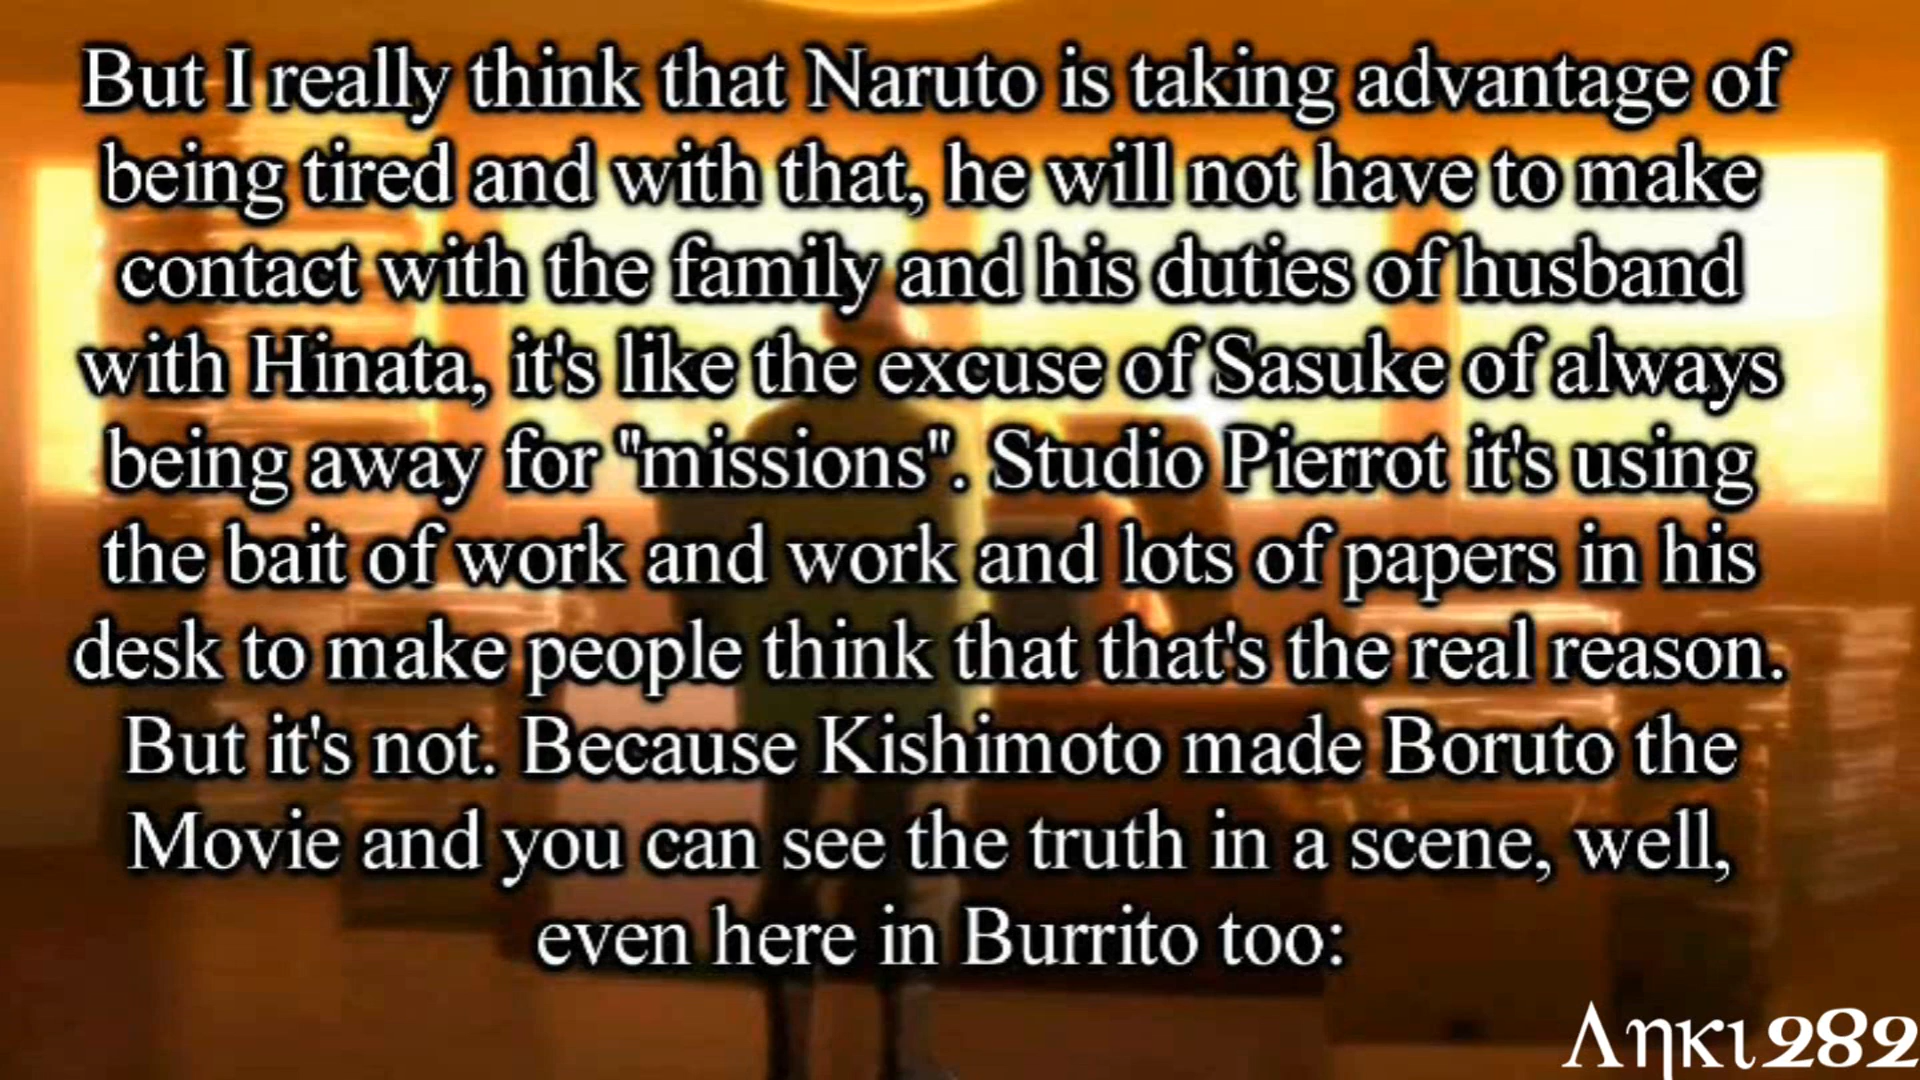 But I really think that Naruto is taking advantage of
being tired and with that, he will not have to make
contact with the family and his duties of husband
with Hinata, it's like the excuse of Sasuke of always
being away for "missions". Studio Pierrot it's using
the bait of work and work and lots of papers in his
desk to make people think that that's the real reason.
But it's not. Because Kishimoto made Boruto the
Movie and you can see the truth in a scene, well,
even here in Burrito too:
Ληκι282